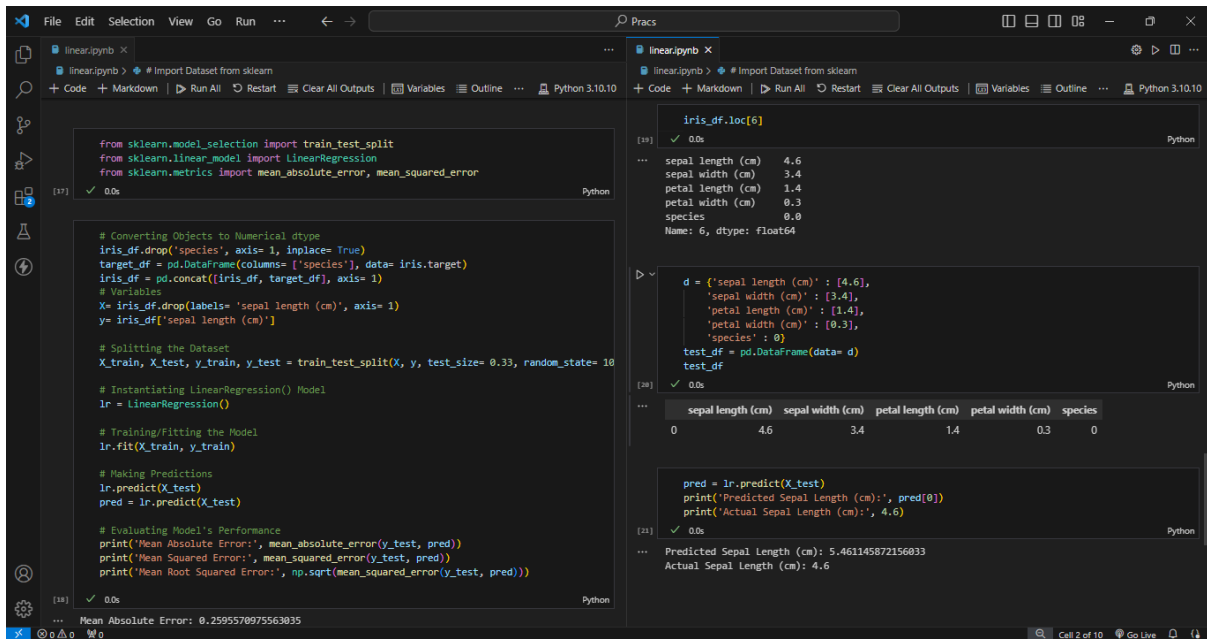 File Edit Selection View Go Run ··· Pracs
linear.ipynb
linear.ipynb > # Import Dataset from sklearn
+ Code + Markdown | Run All Restart Clear All Outputs | Variables Outline ··· Python 3.10.10
from sklearn.model_selection import train_test_split
from sklearn.linear_model import LinearRegression
from sklearn.metrics import mean_absolute_error, mean_squared_error
[17] 0.0s Python
# Converting Objects to Numerical dtype
iris_df.drop('species', axis= 1, inplace= True)
target_df = pd.DataFrame(columns= ['species'], data= iris.target)
iris_df = pd.concat([iris_df, target_df], axis= 1)
# Variables
X= iris_df.drop(labels= 'sepal length (cm)', axis= 1)
y= iris_df['sepal length (cm)']
# Splitting the Dataset
X_train, X_test, y_train, y_test = train_test_split(X, y, test_size= 0.33, random_state= 10
# Instantiating LinearRegression() Model
lr = LinearRegression()
# Training/Fitting the Model
lr.fit(X_train, y_train)
# Making Predictions
lr.predict(X_test)
pred = lr.predict(X_test)
# Evaluating Model's Performance
print('Mean Absolute Error:', mean_absolute_error(y_test, pred))
print('Mean Squared Error:', mean_squared_error(y_test, pred))
print('Mean Root Squared Error:', np.sqrt(mean_squared_error(y_test, pred)))
[18] 0.0s Python
··· Mean Absolute Error: 0.2595570975563035
linear.ipynb
linear.ipynb > # Import Dataset from sklearn
+ Code + Markdown | Run All Restart Clear All Outputs | Variables Outline ··· Python 3.10.10
iris_df.loc[6]
[19] 0.0s Python
··· sepal length (cm) 4.6
sepal width (cm) 3.4
petal length (cm) 1.4
petal width (cm) 0.3
species 0.0
Name: 6, dtype: float64
d = {'sepal length (cm)' : [4.6],
'sepal width (cm)' : [3.4],
'petal length (cm)' : [1.4],
'petal width (cm)' : [0.3],
'species' : 0}
test_df = pd.DataFrame(data= d)
test_df
[20] 0.0s Python
··· sepal length (cm) sepal width (cm) petal length (cm) petal width (cm) species
0 4.6 3.4 1.4 0.3 0
pred = lr.predict(X_test)
print('Predicted Sepal Length (cm):', pred[0])
print('Actual Sepal Length (cm):', 4.6)
[21] 0.0s Python
··· Predicted Sepal Length (cm): 5.461145872156033
Actual Sepal Length (cm): 4.6
2
0 0 0 Cell 2 of 10 Go Live